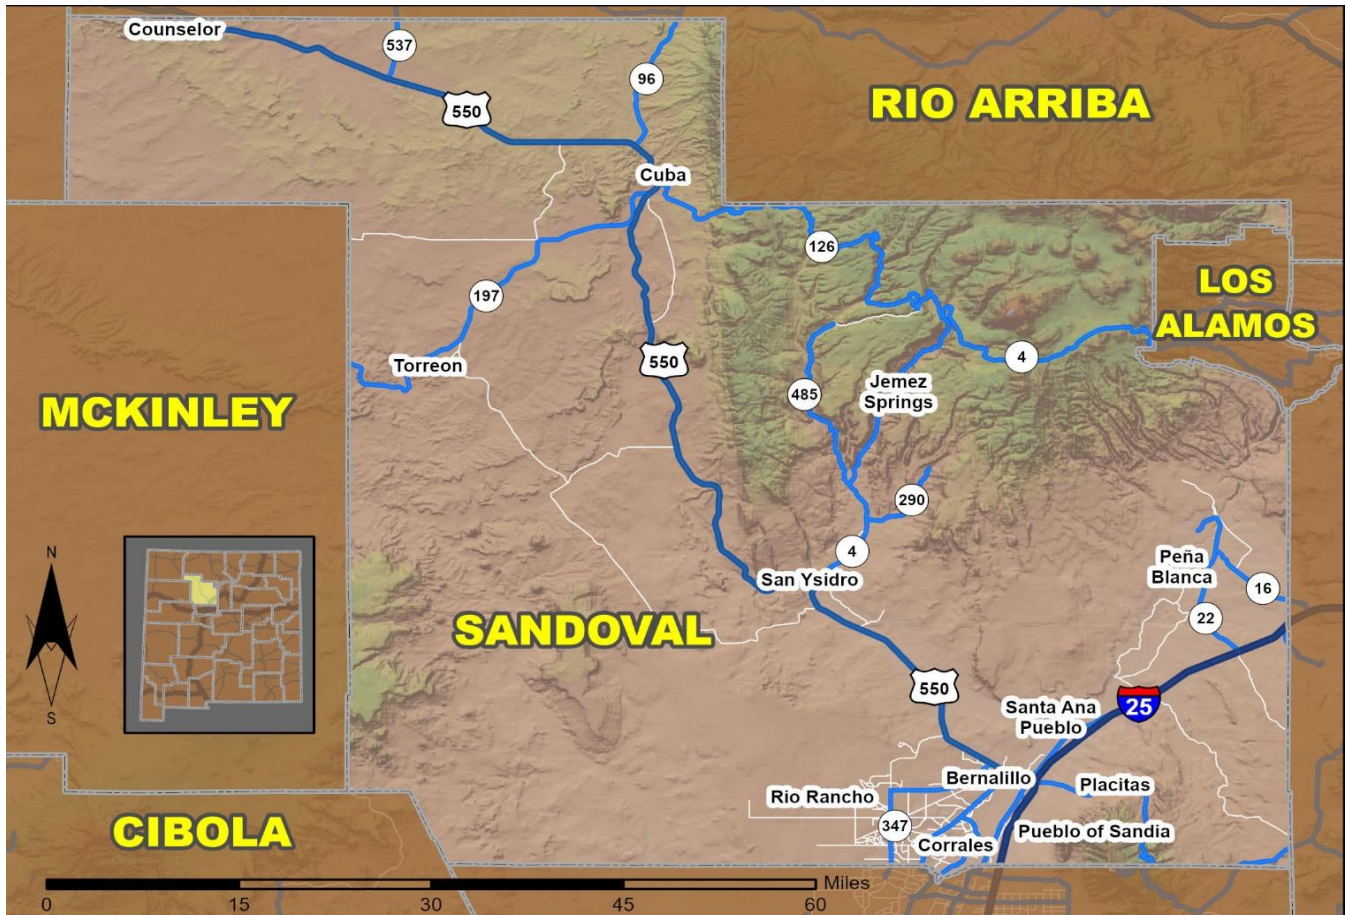 Counselor
537
96
550
RIO ARRIBA
Cuba
126
LOS
ALAMOS
197
550
4
Torreon
485
Jemez
Springs
MCKINLEY
290
N
4
Peña
Blanca
San Ysidro
16
SANDOVAL
22
550
25
S
Santa Ana
Pueblo
Bernalillo
Placitas
Rio Rancho
347
Pueblo of Sandia
CIBOLA
Corrales
Miles
0
15
30
45
60